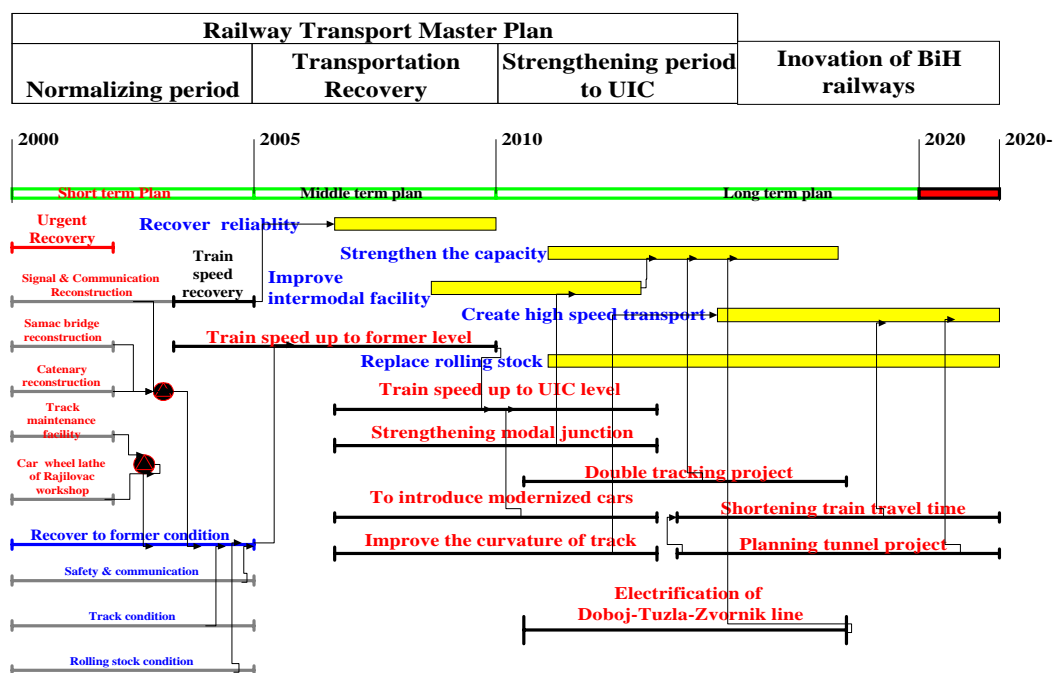 Railway Transport Master Plan
Normalizing period
Transportation
Recovery
Strengthening period
to UIC
Inovation of BiH
railways
2000
2005
2010
2020
2020-
Short term Plan
Middle term plan
Long term plan
Urgent
Recovery
Recover reliablity
Strengthen the capacity
Train
speed
recovery
Signal & Communication
Reconstruction
Improve
intermodal facility
Create high speed transport
Samac bridge
reconstruction
Train speed up to former level
Replace rolling stock
Catenary
reconstruction
Train speed up to UIC level
Track
maintenance
facility
Strengthening modal junction
Car wheel lathe
of Rajilovac
workshop
Double tracking project
To introduce modernized cars
Shortening train travel time
Recover to former condition
Improve the curvature of track
Planning tunnel project
Safety & communication
Electrification of
Doboj-Tuzla-Zvornik line
Track condition
Rolling stock condition